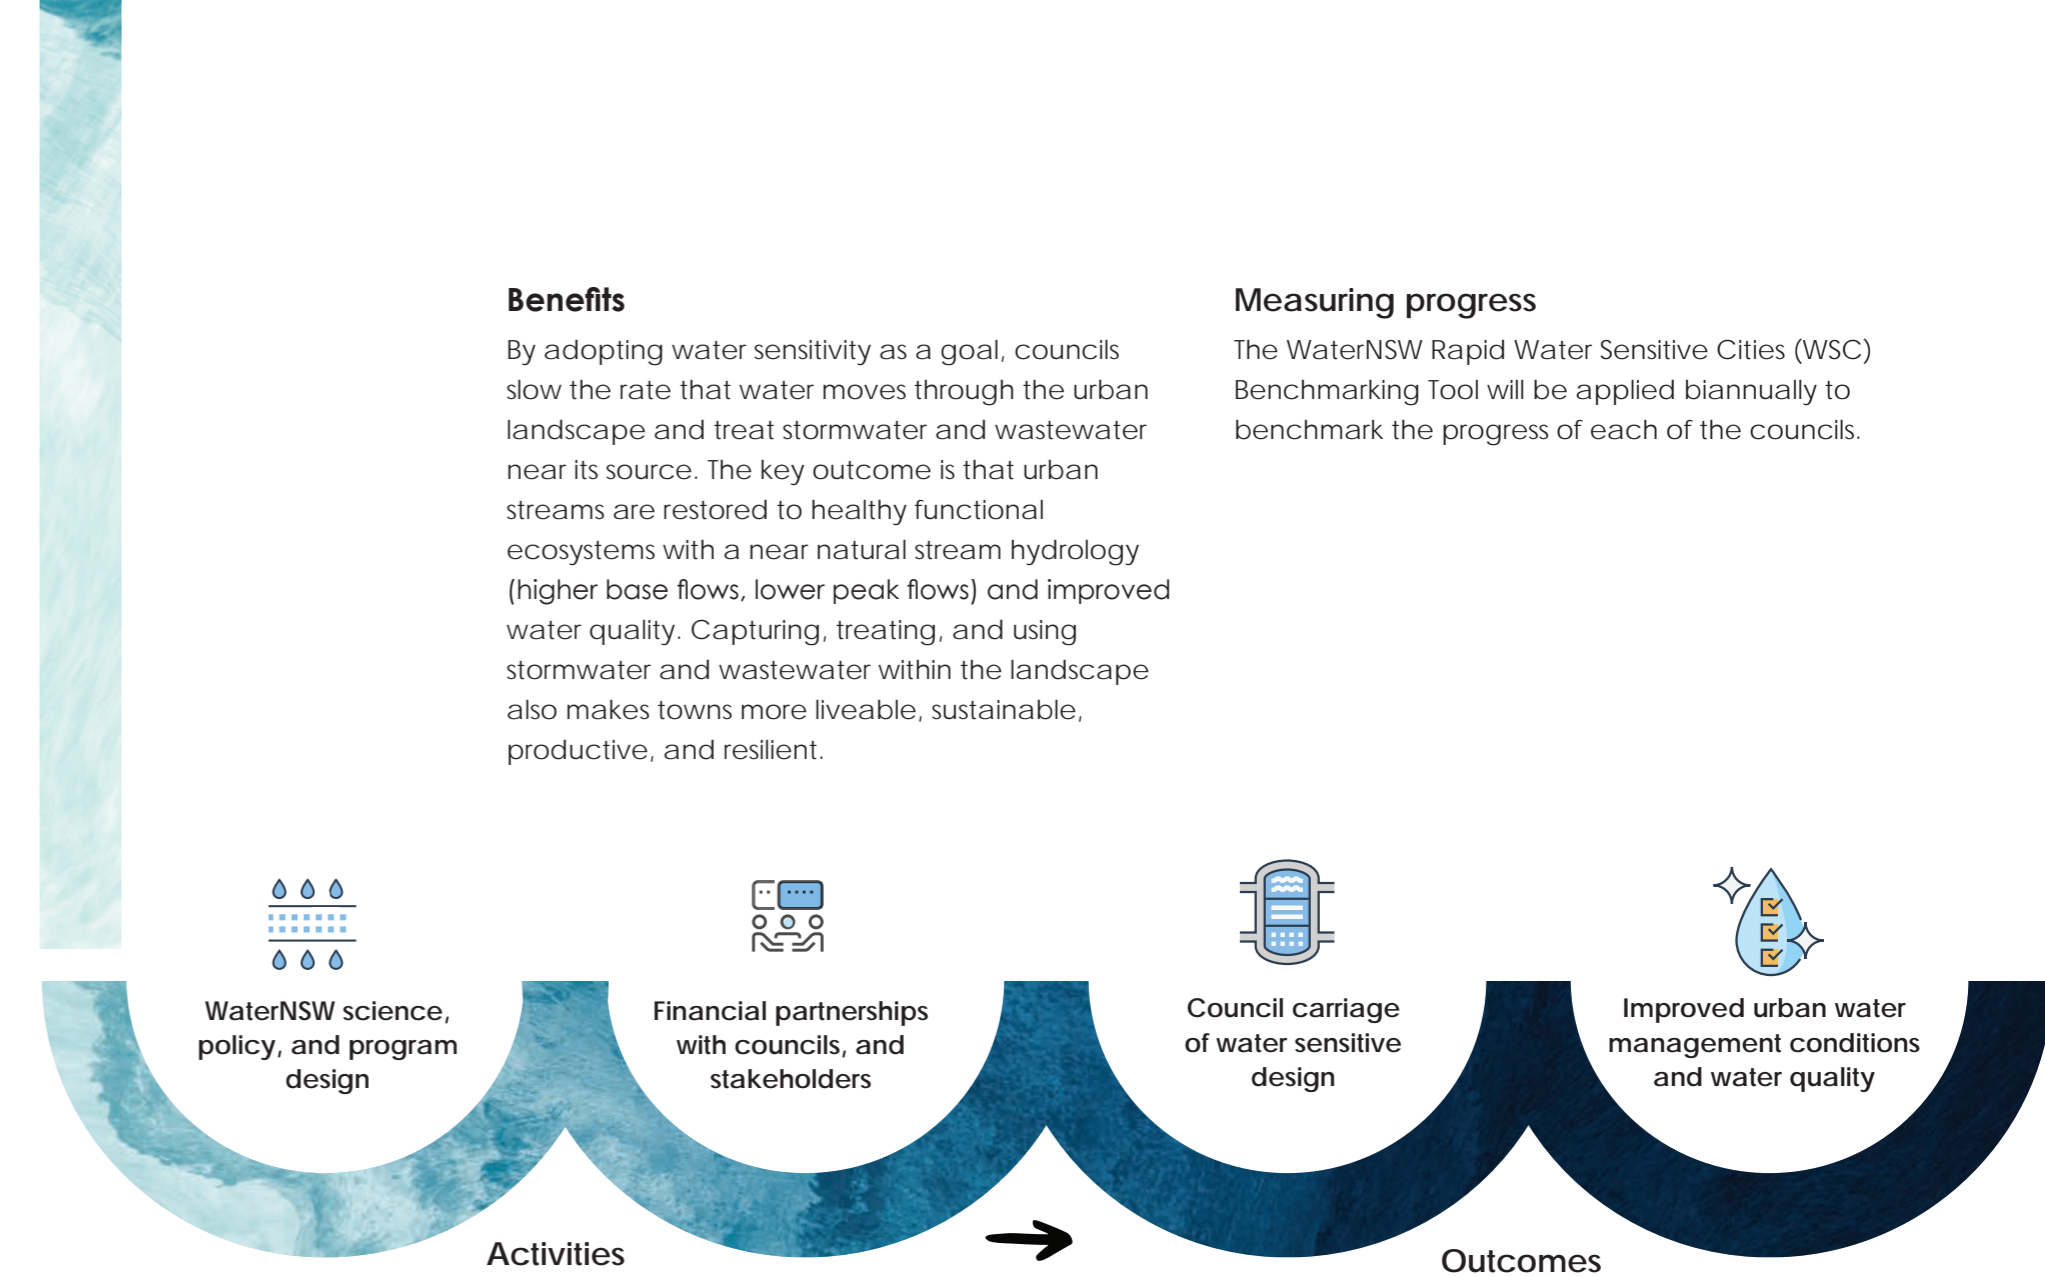 Benefits
By adopting water sensitivity as a goal, councils
slow the rate that water moves through the urban
landscape and treat stormwater and wastewater
near its source. The key outcome is that urban
streams are restored to healthy functional
ecosystems with a near natural stream hydrology
(higher base flows, lower peak flows) and improved
water quality. Capturing, treating, and using
stormwater and wastewater within the landscape
also makes towns more liveable, sustainable,
productive, and resilient.
Measuring progress
The WaterNSW Rapid Water Sensitive Cities (WSC)
Benchmarking Tool will be applied biannually to
benchmark the progress of each of the councils.
WaterNSW science,
policy, and program
design
Financial partnerships
with councils, and
stakeholders
Council carriage
of water sensitive
design
Improved urban water
management conditions
and water quality
Activities
Outcomes